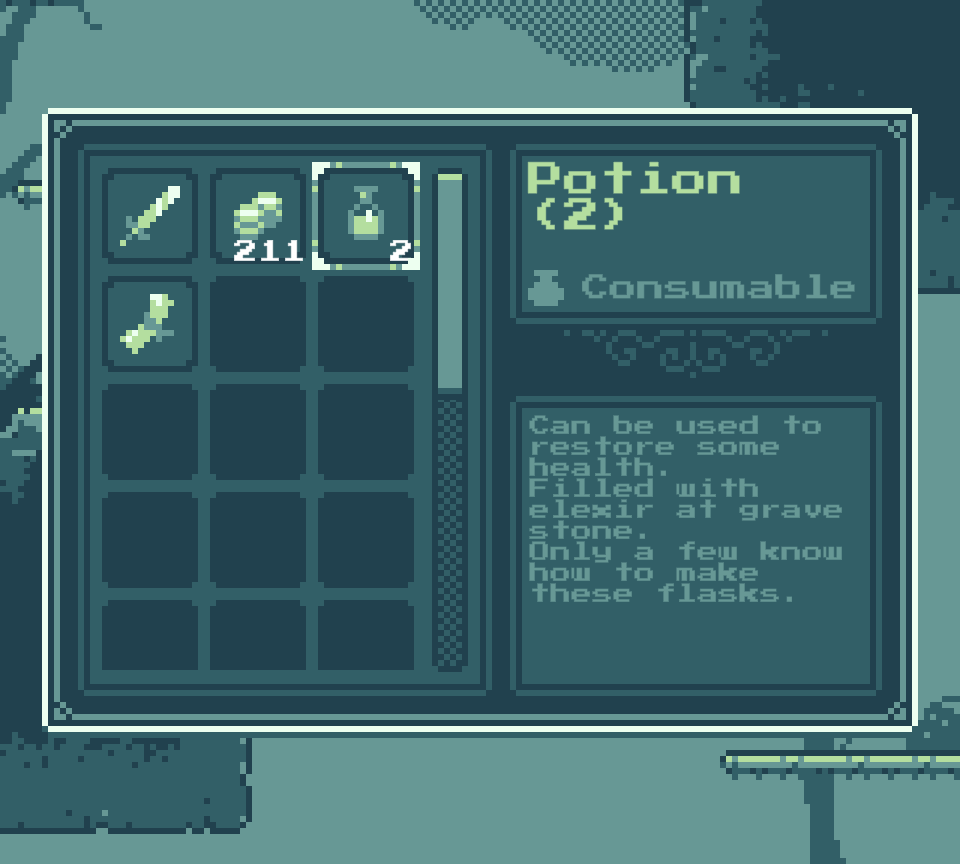 211
2
Potion
(2)
Consumable
Can be used to
restore some
health.
Filled with
elexir at grave
stone.
Only a few know
how to make
these flasks.